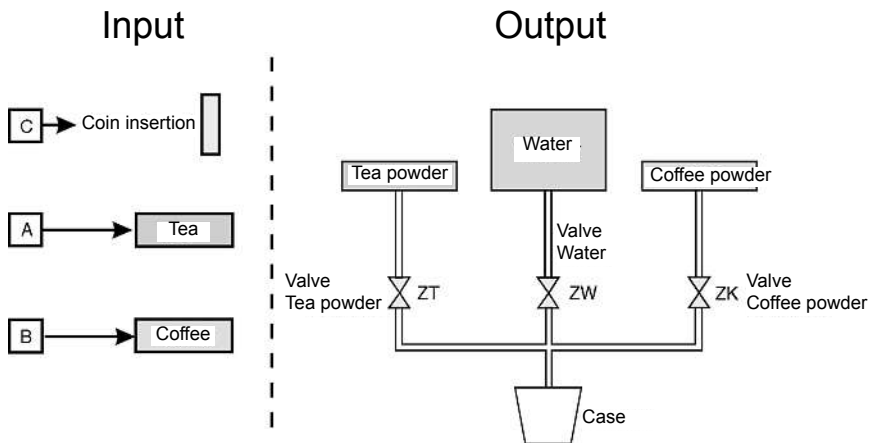 Input
Output
C
Coin insertion
A
Tea
B
Coffee
Tea powder
Water
Coffee powder
Valve
Water
Valve
Tea powder
ZT
ZW
ZK
Valve
Coffee powder
Case